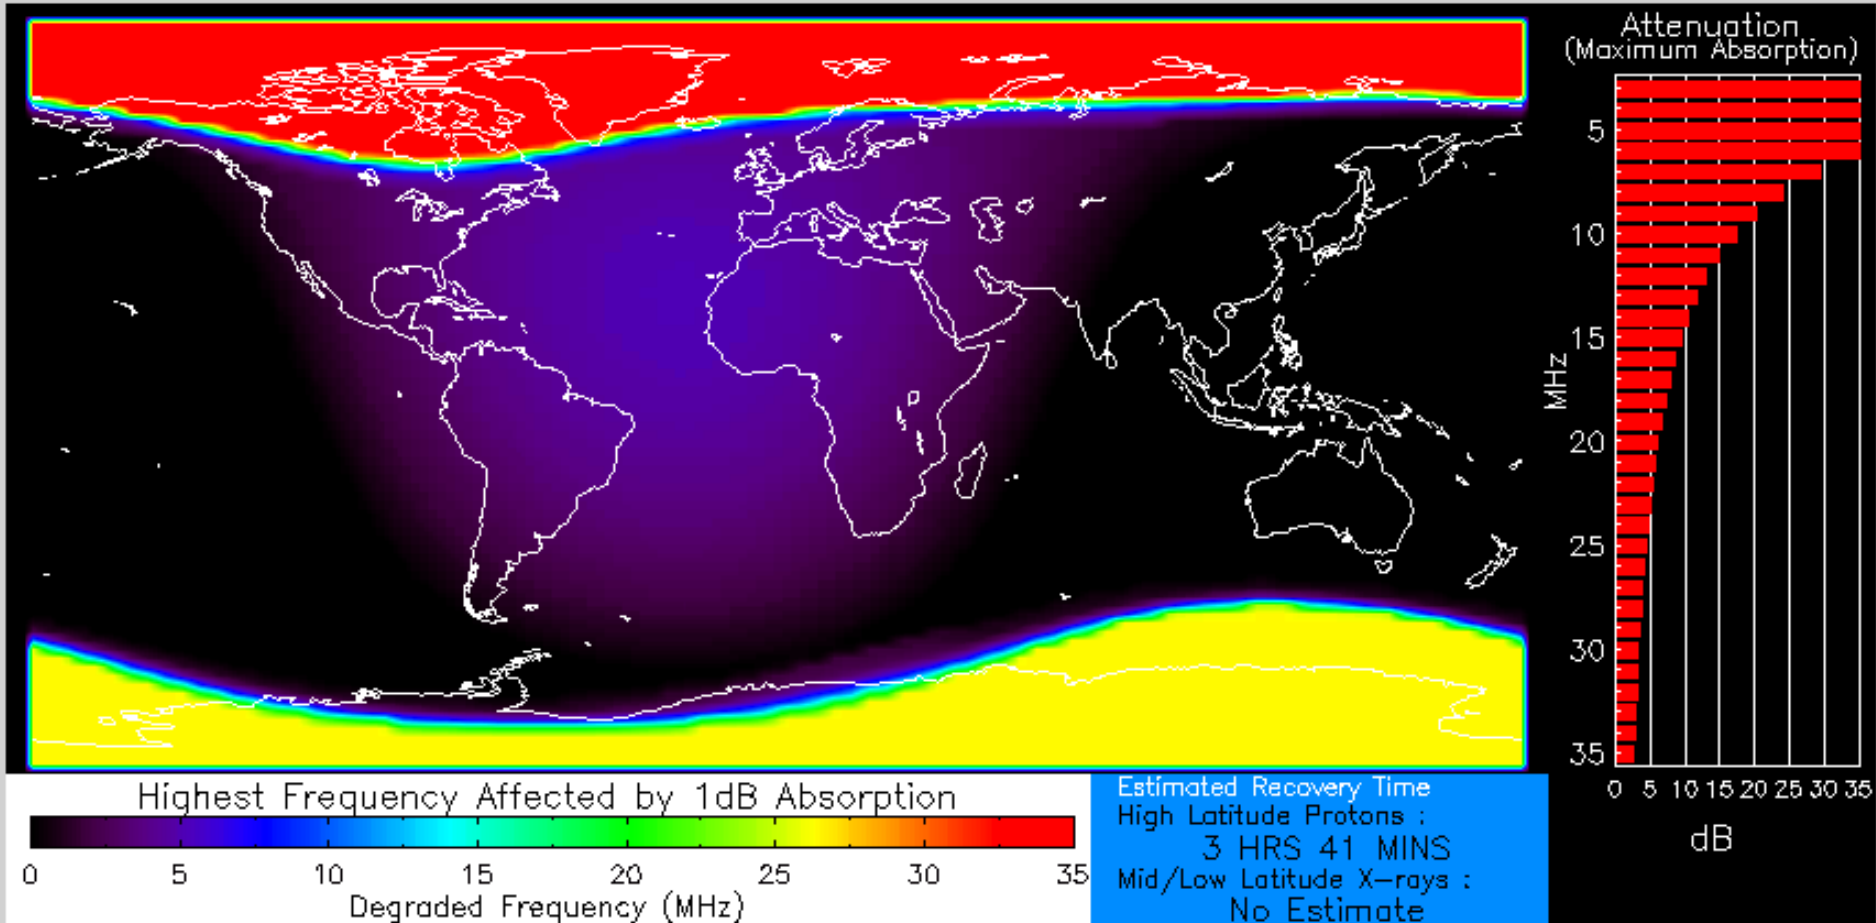 Attenuation
(Maximum Absorption)
5
10
15
20
25
30
35
MHz
0 5 10 15 20 25 30 35
dB
Highest Frequency Affected by 1dB Absorption
0 5 10 15 20 25 30 35
Degraded Frequency (MHz)
Estimated Recovery Time
High Latitude Protons :
3 HRS 41 MINS
Mid/Low Latitude X-rays :
No Estimate